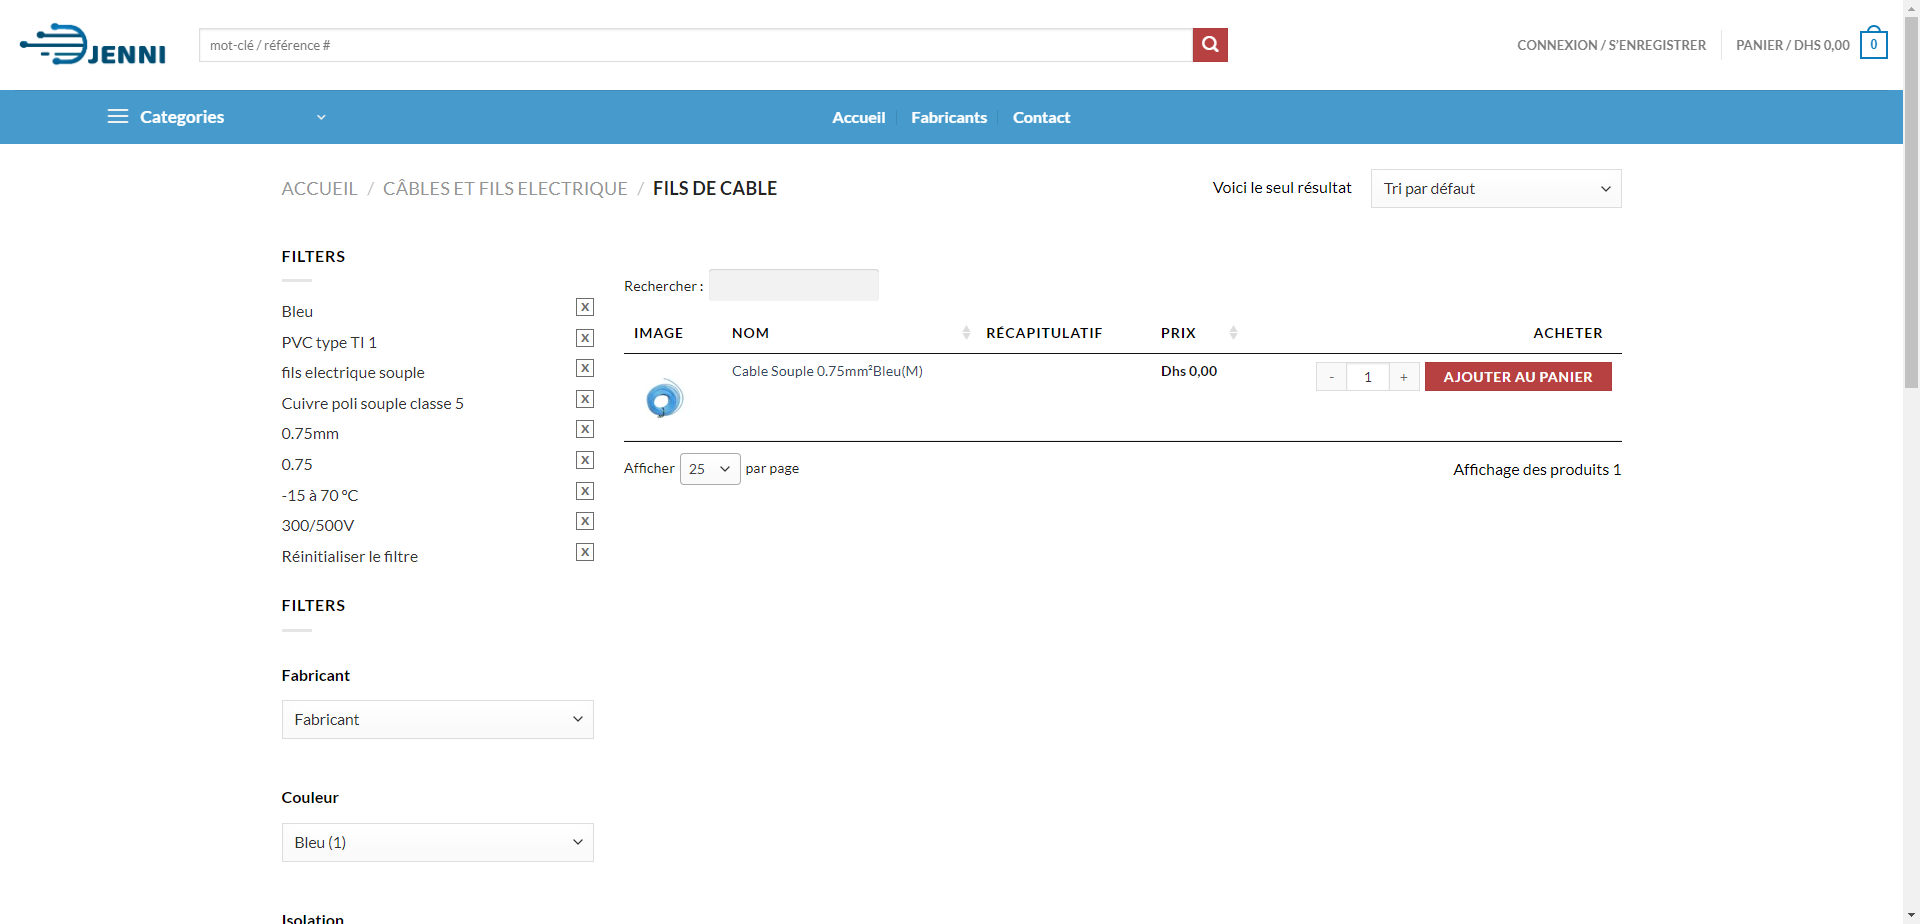 JENNI
mot-clé / référence #
CONNEXION / S'ENREGISTRER
PANIER / DHS 0,00
0
Categories
Accueil
Fabricants
Contact
ACCUEIL / CÂBLES ET FILS ELECTRIQUE / FILS DE CABLE
Voici le seul résultat
Tri par défaut
FILTERS
Bleu X
PVC type TI 1 X
fils electrique souple X
Cuivre poli souple classe 5 X
0.75mm X
0.75 X
-15 à 70 °C X
300/500V X
Réinitialiser le filtre X
FILTERS
Fabricant
Fabricant
Couleur
Bleu (1)
Isolation
Rechercher :
IMAGE NOM RÉCAPITULATIF PRIX ACHETER
Cable Souple 0.75mm²Bleu(M) Dhs 0,00 - 1 + AJOUTER AU PANIER
Afficher 25 par page
Affichage des produits 1